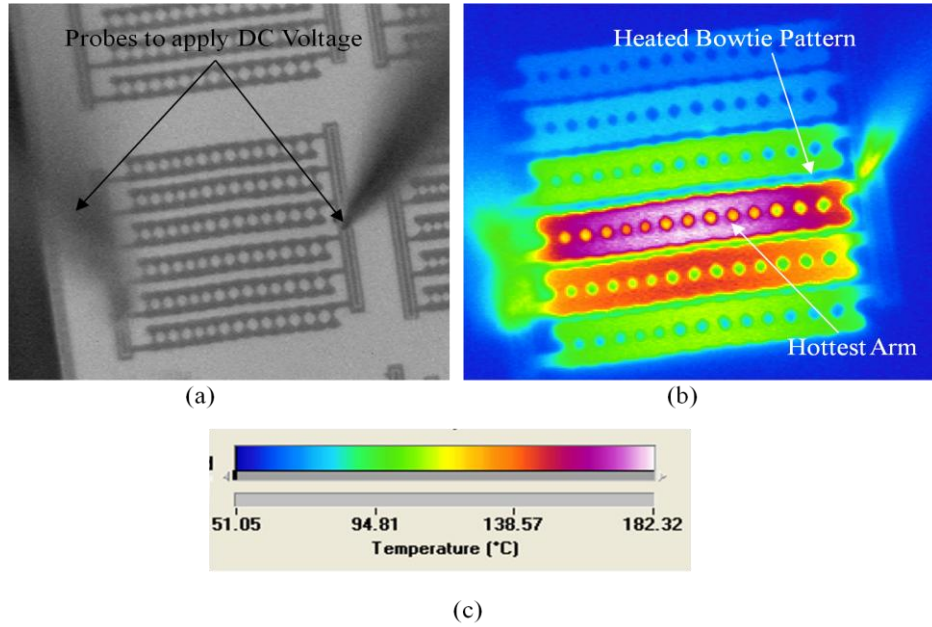 Probes to apply DC Voltage
Heated Bowtie Pattern
Hottest Arm
(a)
(b)
51.05 94.81 138.57 182.32
Temperature (°C)
(c)